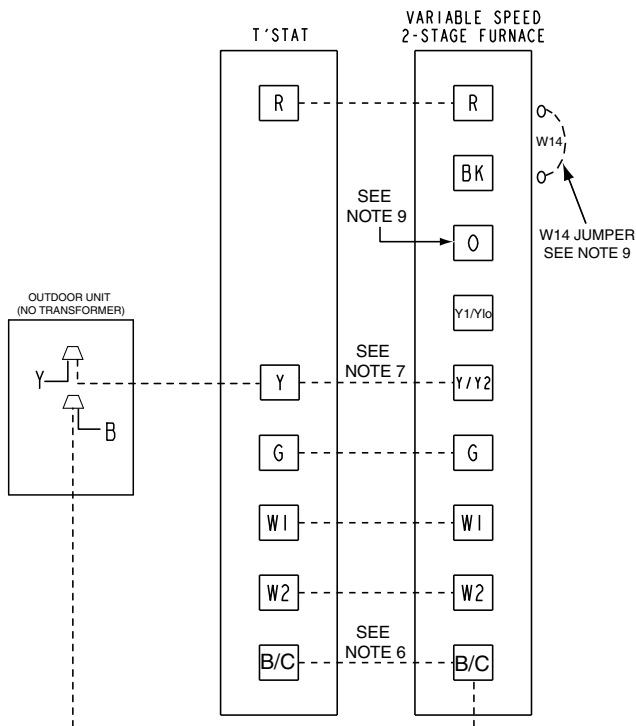 T'STAT
VARIABLE SPEED
2-STAGE FURNACE
R
R
W14
BK
SEE
NOTE 9
O
W14 JUMPER
SEE NOTE 9
OUTDOOR UNIT
(NO TRANSFORMER)
Y1/Ylo
Y
SEE
NOTE 7
Y
Y/Y2
B
G
G
W1
W1
W2
W2
SEE
NOTE 6
B/C
B/C